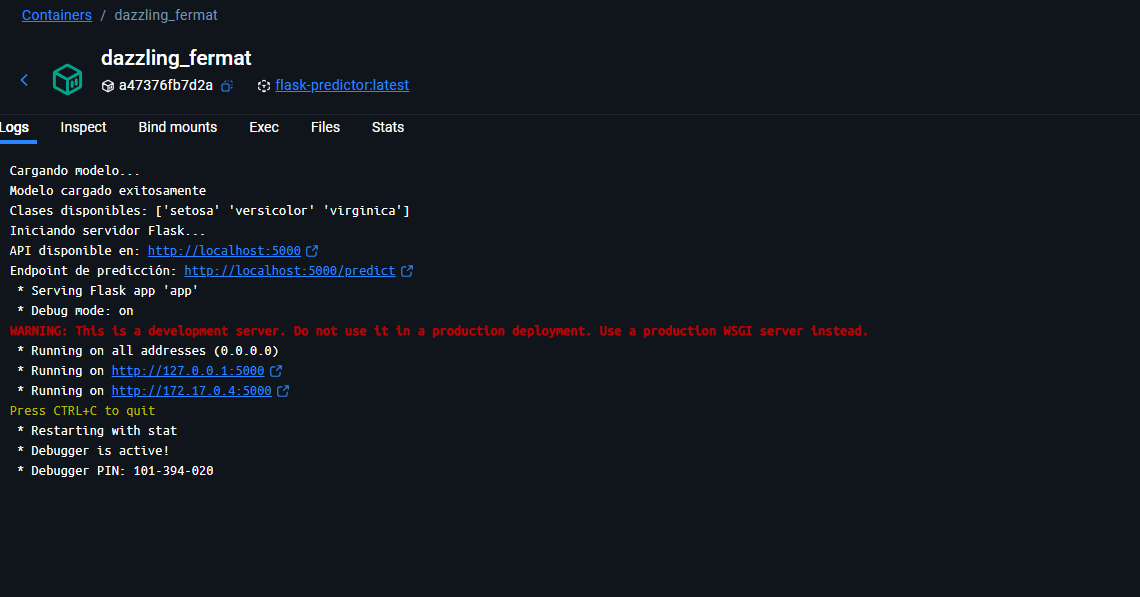 Containers / dazzling_fermat
dazzling_fermat
a47376fb7d2a flask-predictor:latest
Logs Inspect Bind mounts Exec Files Stats
Cargando modelo...
Modelo cargado exitosamente
Clases disponibles: ['setosa' 'versicolor' 'virginica']
Iniciando servidor Flask...
API disponible en: http://localhost:5000
Endpoint de predicción: http://localhost:5000/predict
* Serving Flask app 'app'
* Debug mode: on
WARNING: This is a development server. Do not use it in a production deployment. Use a production WSGI server instead.
* Running on all addresses (0.0.0.0)
* Running on http://127.0.0.1:5000
* Running on http://172.17.0.4:5000
Press CTRL+C to quit
* Restarting with stat
* Debugger is active!
* Debugger PIN: 101-394-020